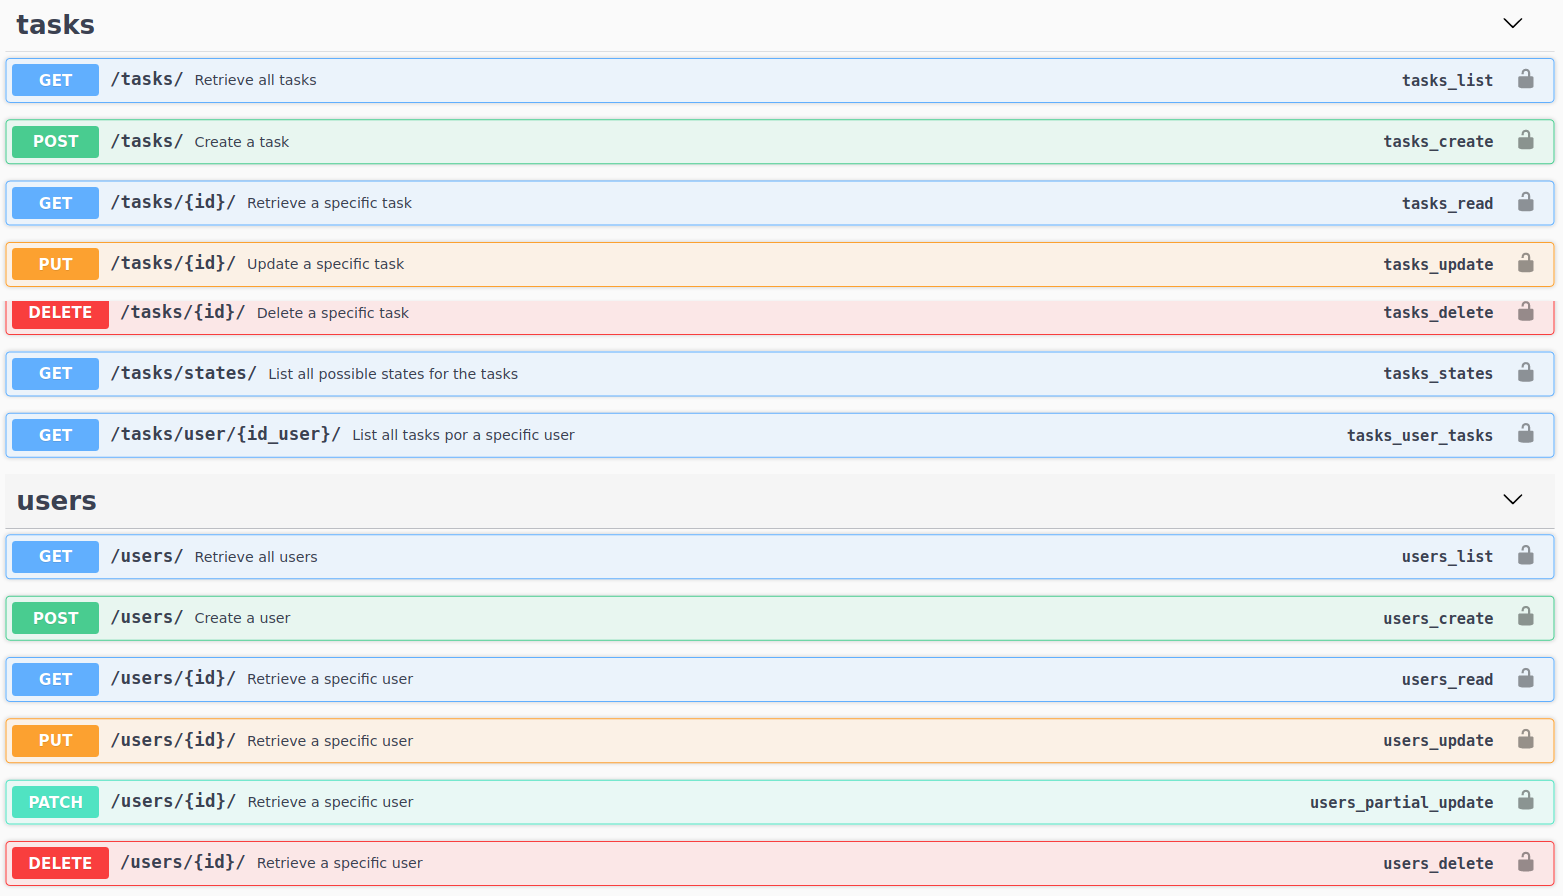 tasks
GET /tasks/ Retrieve all tasks tasks_list
POST /tasks/ Create a task tasks_create
GET /tasks/{id}/ Retrieve a specific task tasks_read
PUT /tasks/{id}/ Update a specific task tasks_update
DELETE /tasks/{id}/ Delete a specific task tasks_delete
GET /tasks/states/ List all possible states for the tasks tasks_states
GET /tasks/user/{id_user}/ List all tasks por a specific user tasks_user_tasks
users
GET /users/ Retrieve all users users_list
POST /users/ Create a user users_create
GET /users/{id}/ Retrieve a specific user users_read
PUT /users/{id}/ Retrieve a specific user users_update
PATCH /users/{id}/ Retrieve a specific user users_partial_update
DELETE /users/{id}/ Retrieve a specific user users_delete